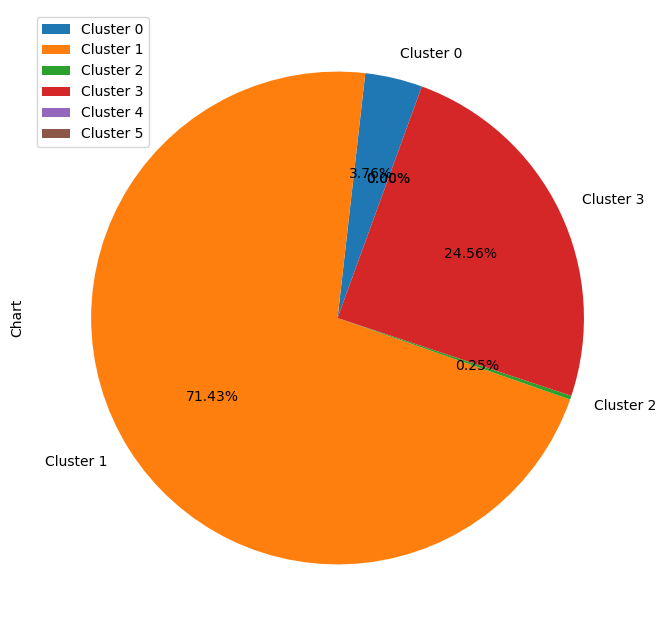 Cluster 0
Cluster 1
Cluster 2
Cluster 3
Cluster 4
Cluster 5
Cluster 0
3.76%
0.00%
Cluster 3
24.56%
Chart
0.25%
71.43%
Cluster 2
Cluster 1